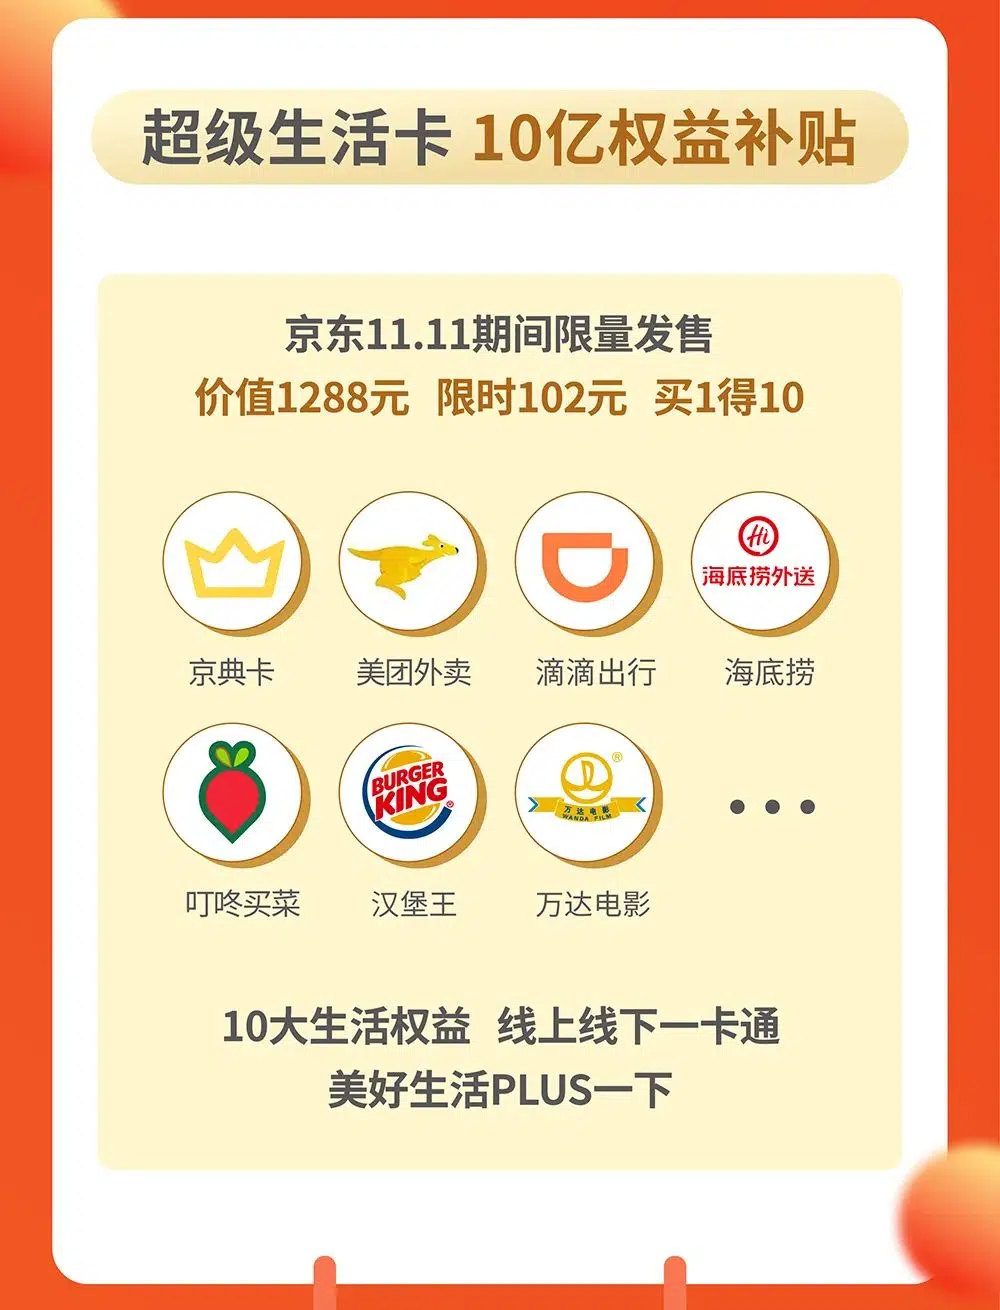 超级生活卡 10亿权益补贴
京东11.11期间限量发售
价值1288元 限时102元 买1得10
Hi
海底捞外送
京典卡 美团外卖 滴滴出行 海底捞
BURGER
KING
®
®
万达电影
WANDA FILM
叮咚买菜 汉堡王 万达电影
10大生活权益 线上线下一卡通
美好生活PLUS一下